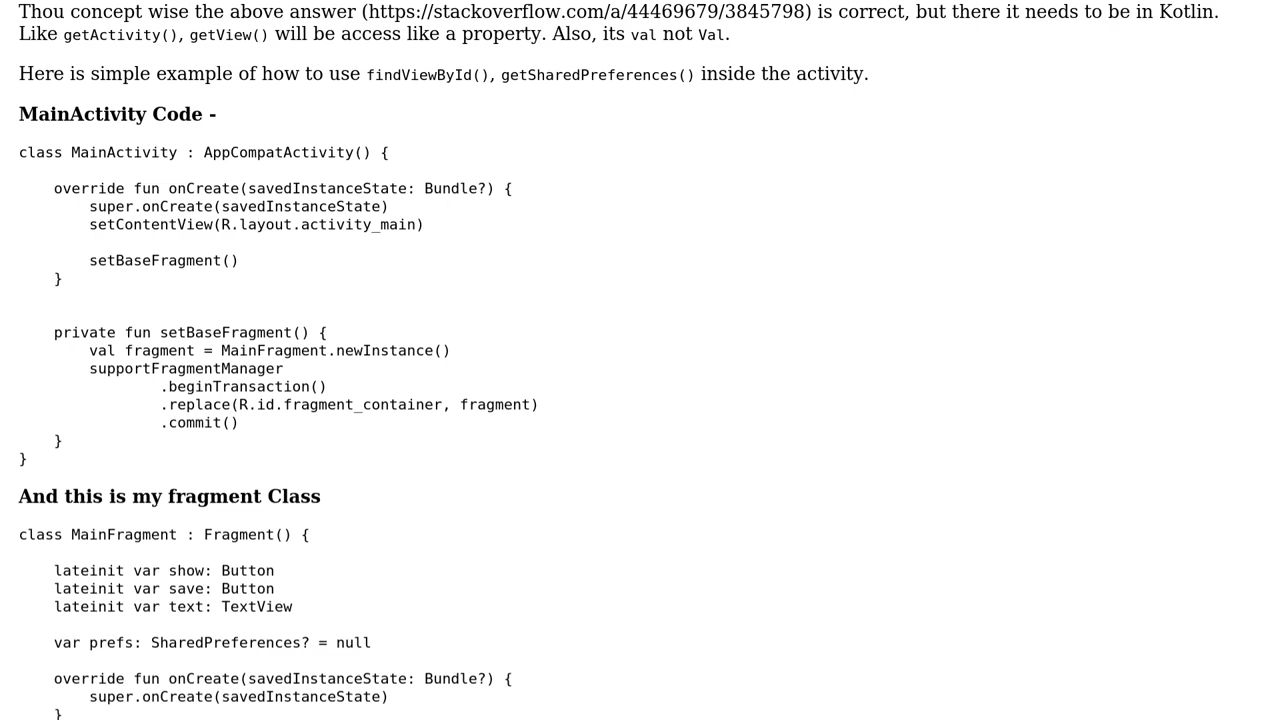 Thou concept wise the above answer (https://stackoverflow.com/a/44469679/3845798) is correct, but there it needs to be in Kotlin.
Like getActivity(), getView() will be access like a property. Also, its val not Val.
Here is simple example of how to use findViewById(), getSharedPreferences() inside the activity.
MainActivity Code -
class MainActivity : AppCompatActivity() {
    override fun onCreate(savedInstanceState: Bundle?) {
        super.onCreate(savedInstanceState)
        setContentView(R.layout.activity_main)
        setBaseFragment()
    }
    private fun setBaseFragment() {
        val fragment = MainFragment.newInstance()
        supportFragmentManager
                .beginTransaction()
                .replace(R.id.fragment_container, fragment)
                .commit()
    }
}
And this is my fragment Class
class MainFragment : Fragment() {
    lateinit var show: Button
    lateinit var save: Button
    lateinit var text: TextView
    var prefs: SharedPreferences? = null
    override fun onCreate(savedInstanceState: Bundle?) {
        super.onCreate(savedInstanceState)
    }